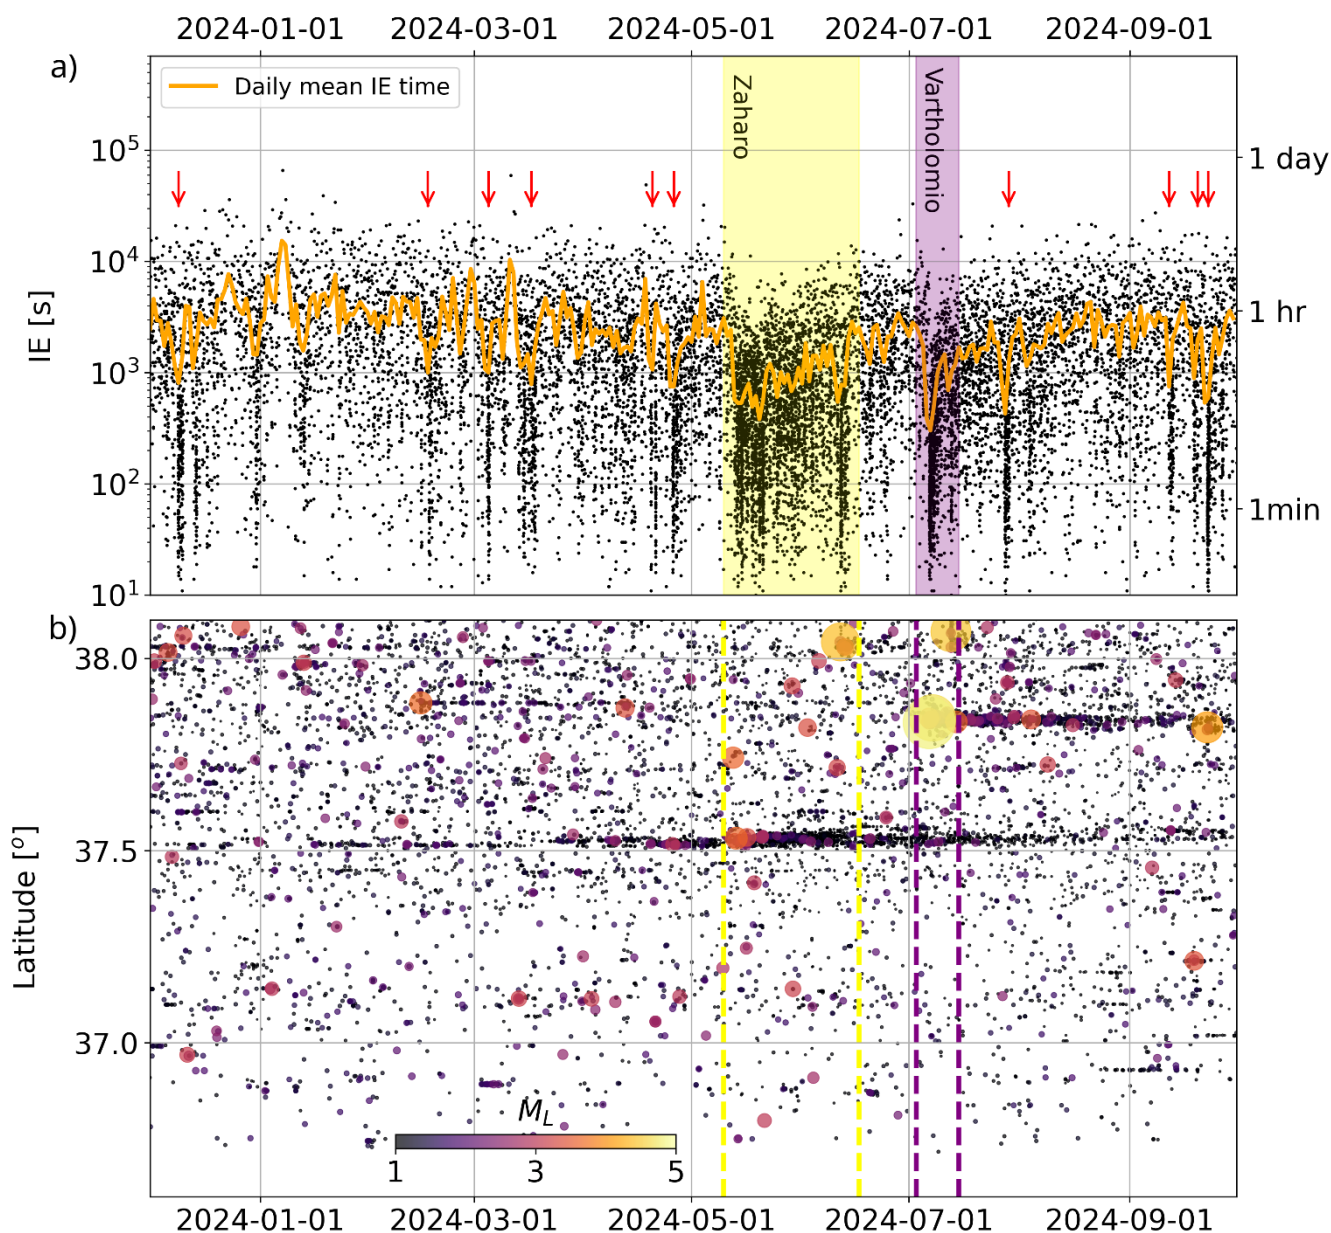 2024-01-01 2024-03-01 2024-05-01 2024-07-01 2024-09-01
a)
Daily mean IE time
Zaharo
Vartholomio
10^5
10^4
10^3
10^2
10^1
IE [s]
1 day
1 hr
1min
b)
38.0
37.5
37.0
Latitude [°]
M_L
1 3 5
2024-01-01 2024-03-01 2024-05-01 2024-07-01 2024-09-01